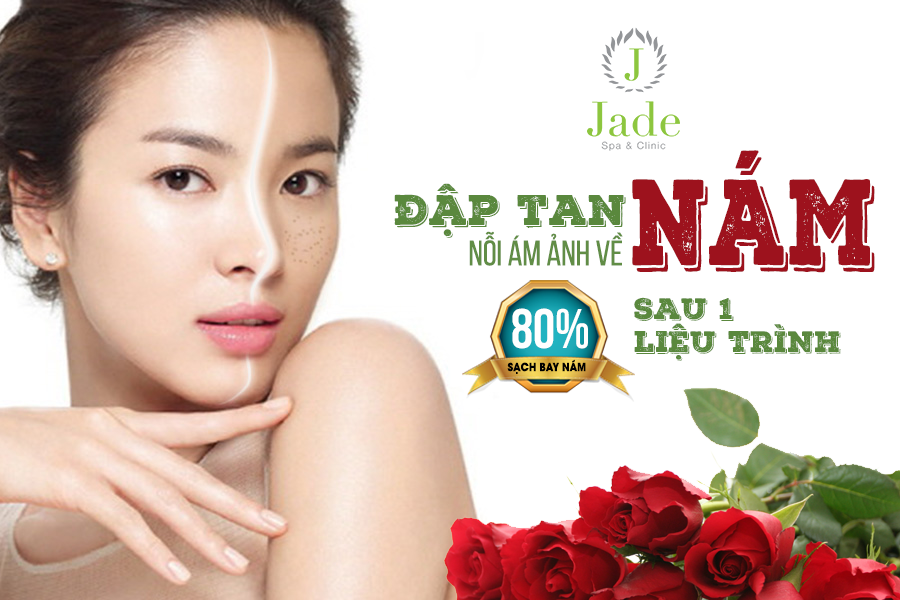 J
Jade
Spa & Clinic
ĐẬP TAN
NỖI ÁM ẢNH VỀ
NÁM
80%
SẠCH BAY NÁM
SAU 1
LIỆU TRÌNH